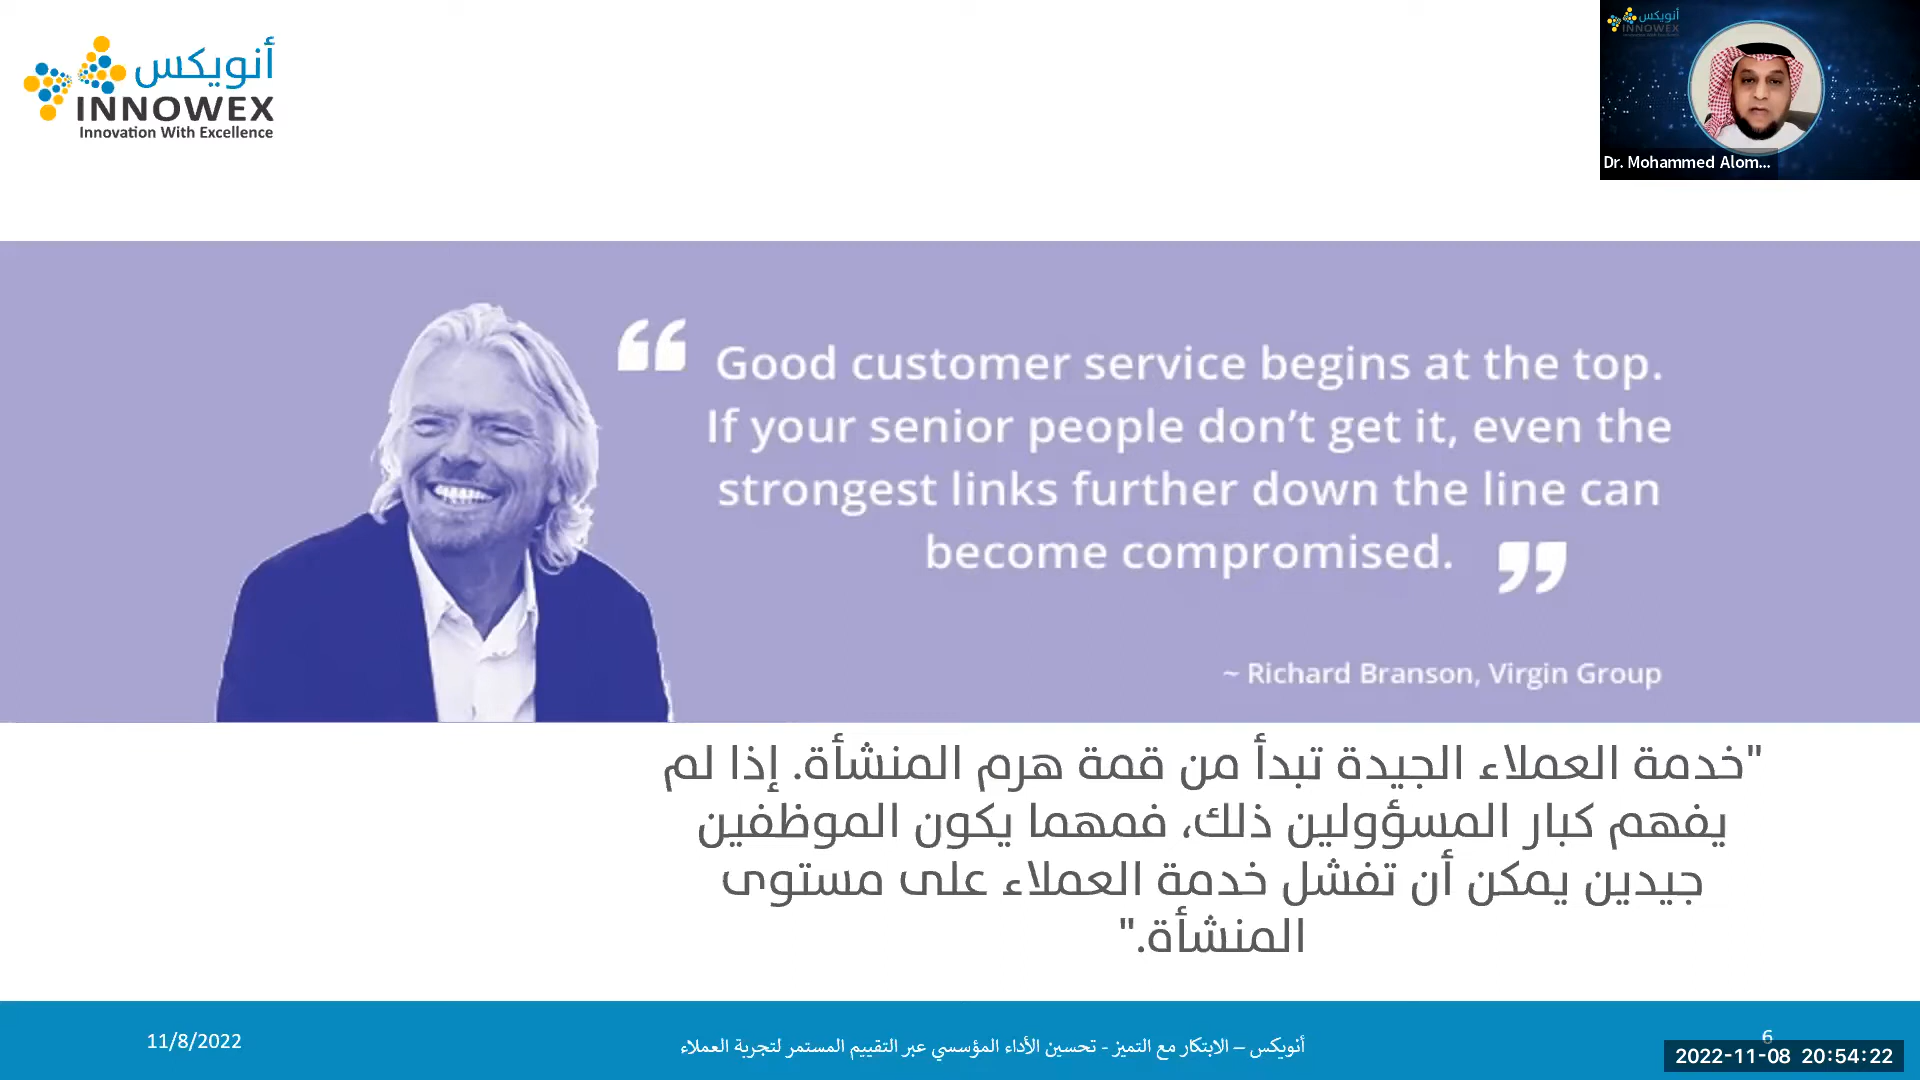 أنويكس
INNOWEX
Innovation With Excellence
أنويكس
INNOWEX
Dr. Mohammed Alom...
“ Good customer service begins at the top.
If your senior people don’t get it, even the
strongest links further down the line can
become compromised. ”
~ Richard Branson, Virgin Group
"خدمة العملاء الجيدة تبدأ من قمة هرم المنشأة. إذا لم
يفهم كبار المسؤولين ذلك، فمهما يكون الموظفين
جيدين يمكن أن تفشل خدمة العملاء على مستوى
المنشأة."
11/8/2022
أنويكس – الابتكار مع التميز - تحسين الأداء المؤسسي عبر التقييم المستمر لتجربة العملاء
6
2022-11-08 20:54:22